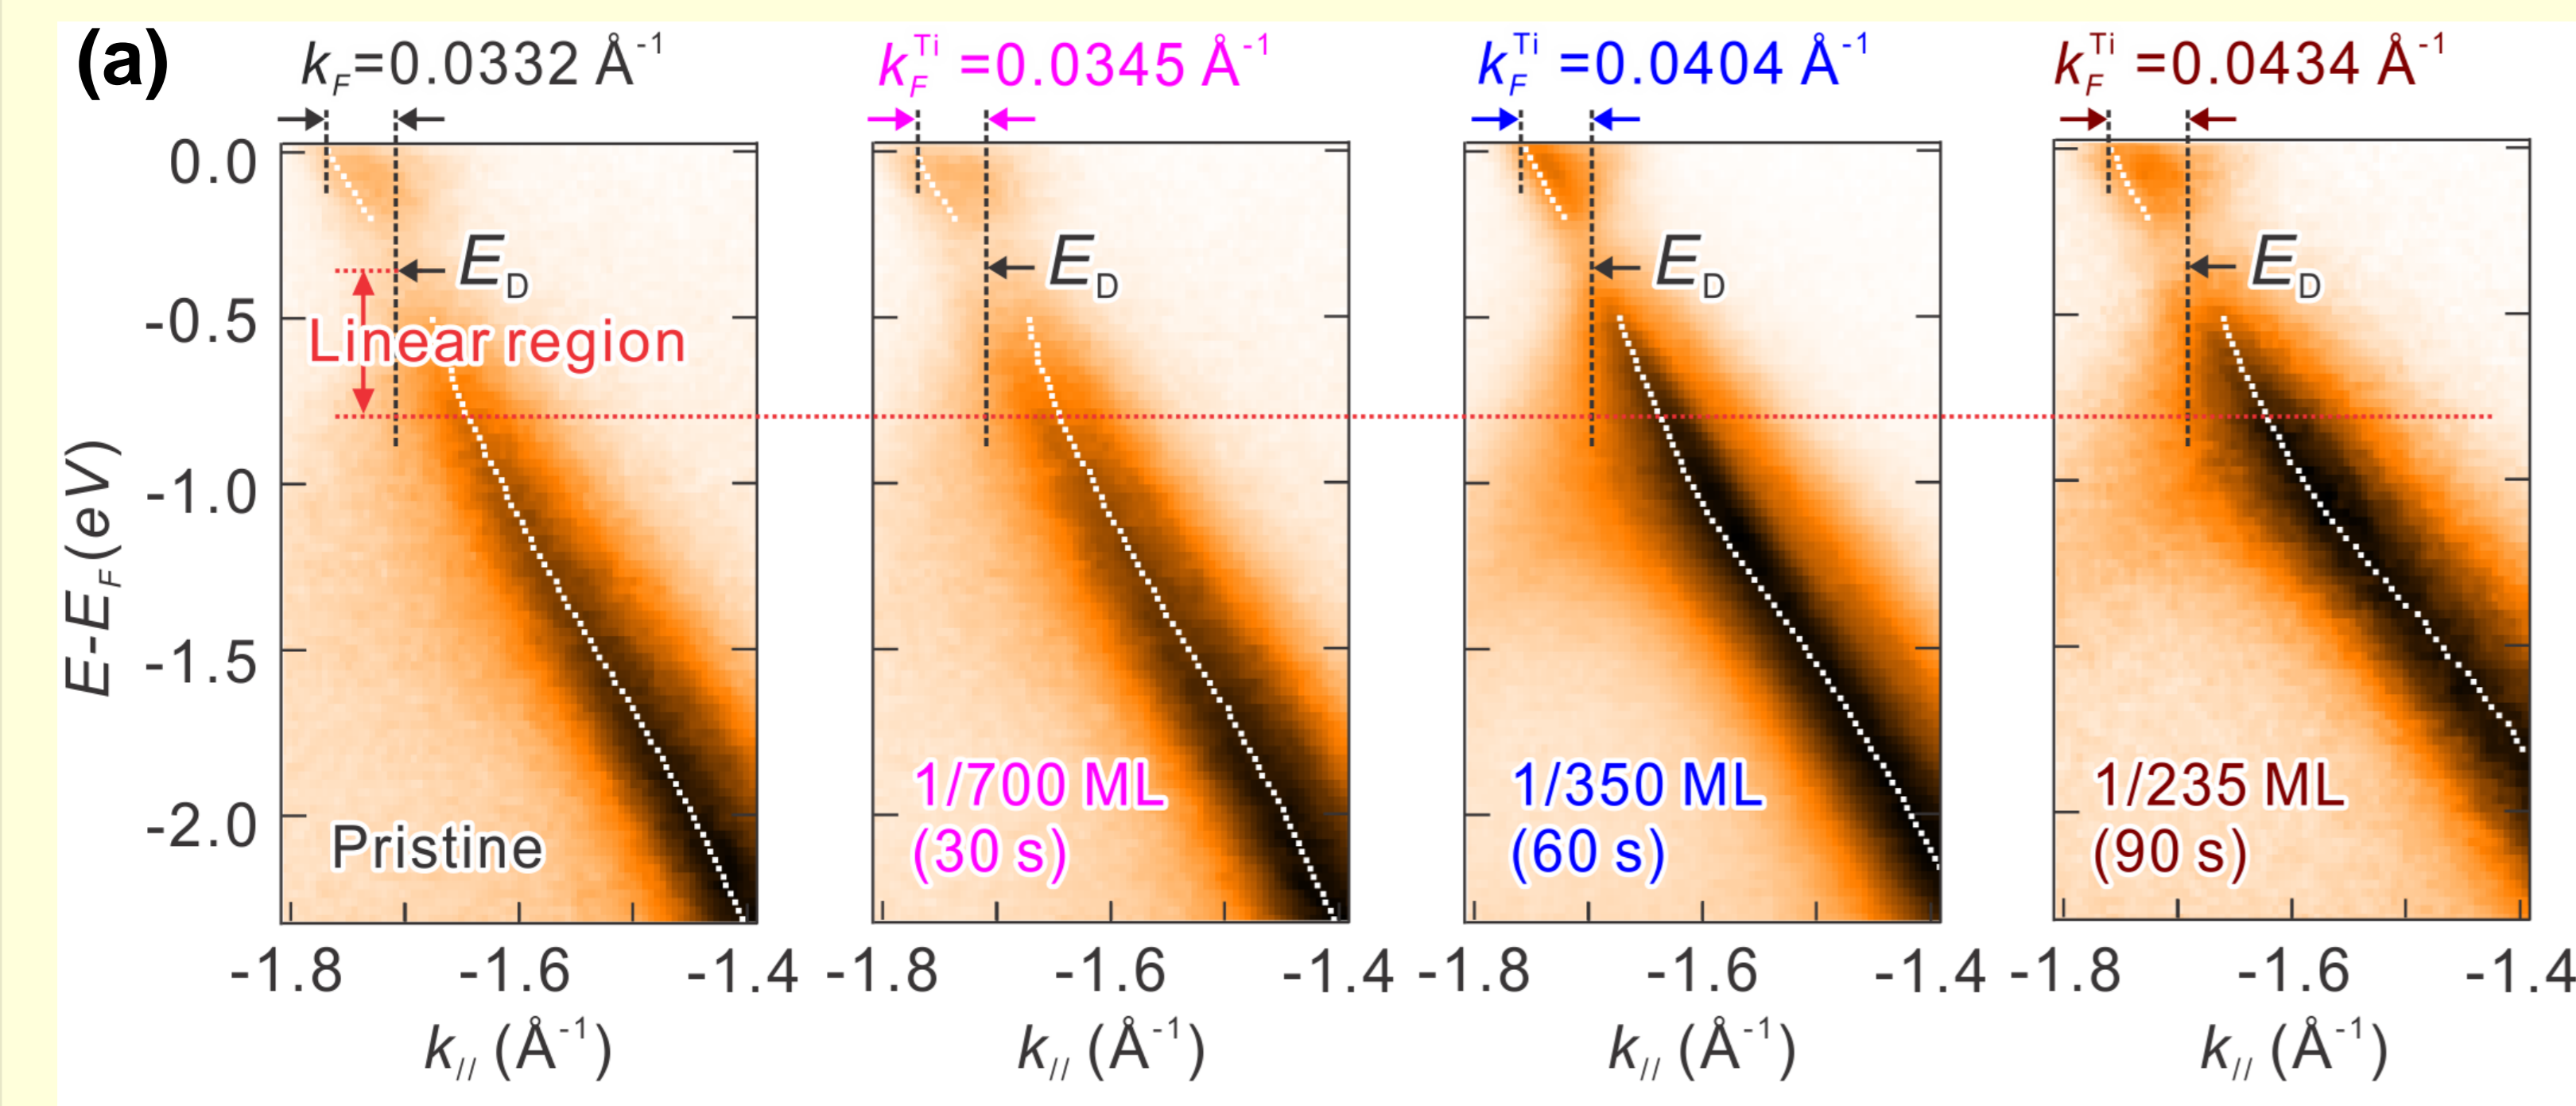 (a)
k_F=0.0332 Å⁻¹
k_F^Ti =0.0345 Å⁻¹
k_F^Ti =0.0404 Å⁻¹
k_F^Ti =0.0434 Å⁻¹
E-E_F (eV)
0.0
-0.5
-1.0
-1.5
-2.0
E_D
Linear region
Pristine
E_D
1/700 ML
(30 s)
E_D
1/350 ML
(60 s)
E_D
1/235 ML
(90 s)
-1.8 -1.6 -1.4
-1.8 -1.6 -1.4
-1.8 -1.6 -1.4
-1.8 -1.6 -1.4
k_// (Å⁻¹)
k_// (Å⁻¹)
k_// (Å⁻¹)
k_// (Å⁻¹)